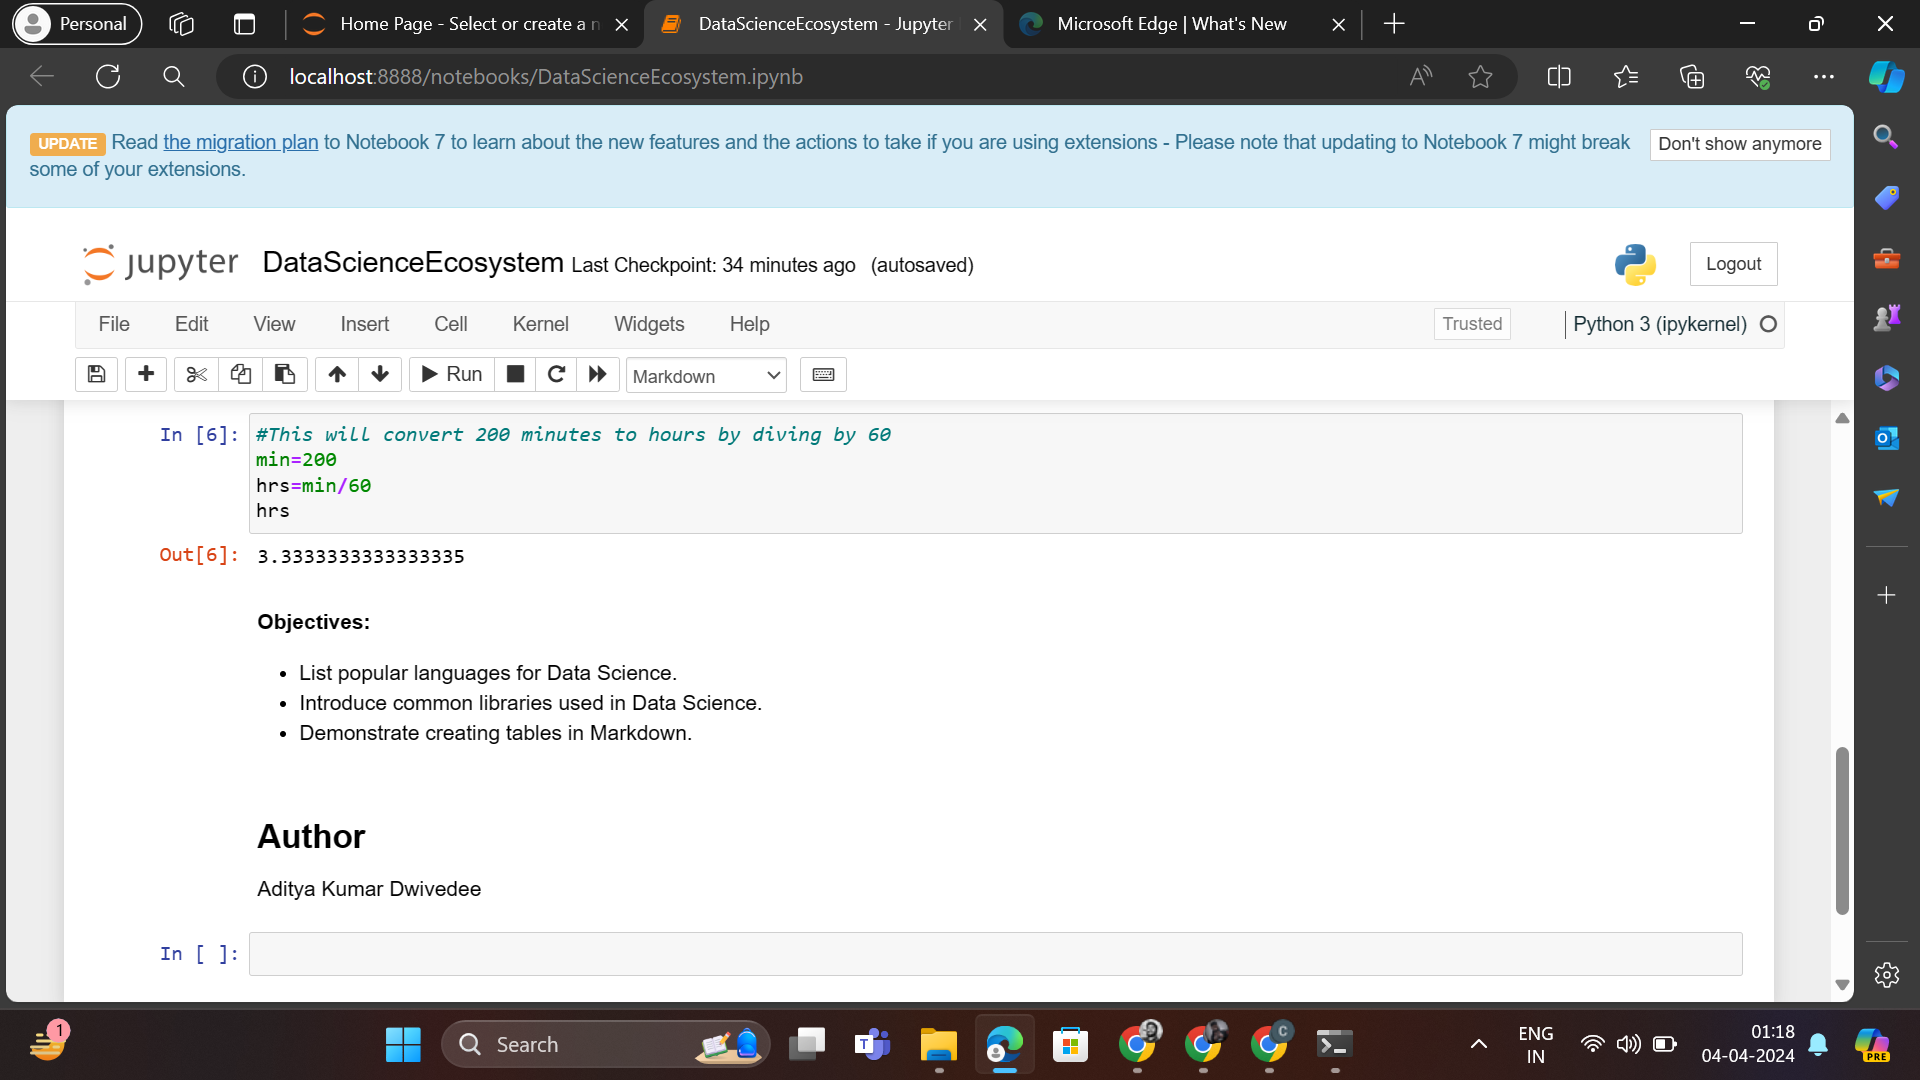 Personal
Home Page - Select or create a n
DataScienceEcosystem - Jupyter
Microsoft Edge | What's New
localhost:8888/notebooks/DataScienceEcosystem.ipynb
UPDATE Read the migration plan to Notebook 7 to learn about the new features and the actions to take if you are using extensions - Please note that updating to Notebook 7 might break
some of your extensions.
Don't show anymore
jupyter DataScienceEcosystem Last Checkpoint: 34 minutes ago (autosaved)
Logout
File Edit View Insert Cell Kernel Widgets Help
Trusted Python 3 (ipykernel)
Run Markdown
In [6]: #This will convert 200 minutes to hours by diving by 60
min=200
hrs=min/60
hrs
Out[6]: 3.3333333333333335
Objectives:
• List popular languages for Data Science.
• Introduce common libraries used in Data Science.
• Demonstrate creating tables in Markdown.
Author
Aditya Kumar Dwivedee
In [ ]:
1
Search
T
C
ENG
IN
01:18
04-04-2024
PRE